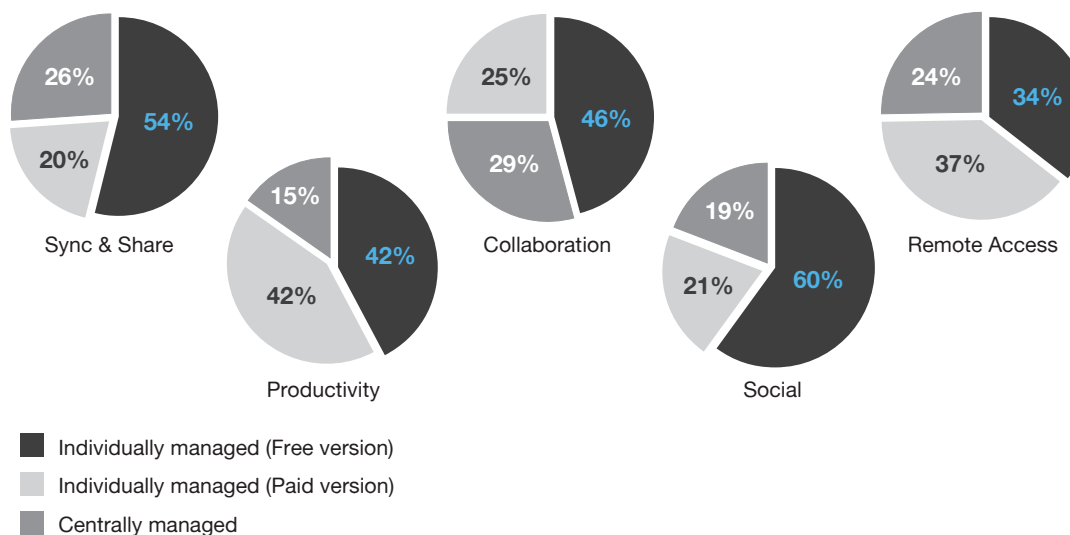 26%
54%
20%
Sync & Share
15%
42%
42%
Productivity
25%
46%
29%
Collaboration
19%
60%
21%
Social
24%
34%
37%
Remote Access
Individually managed (Free version)
Individually managed (Paid version)
Centrally managed